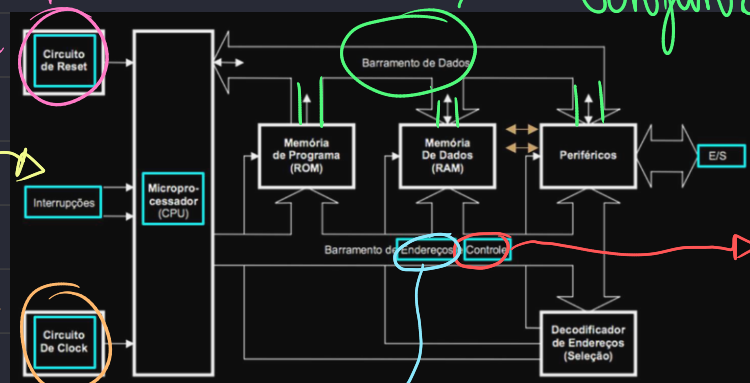 Circuito
de Reset
Barramento de Dados
Memória
de Programa
(ROM)
Memória
De Dados
(RAM)
Periféricos
E/S
Interrupções
Micropro-
cessador
(CPU)
Barramento de Endereços e Controle
Circuito
De Clock
Decodificador
de Endereços
(Seleção)